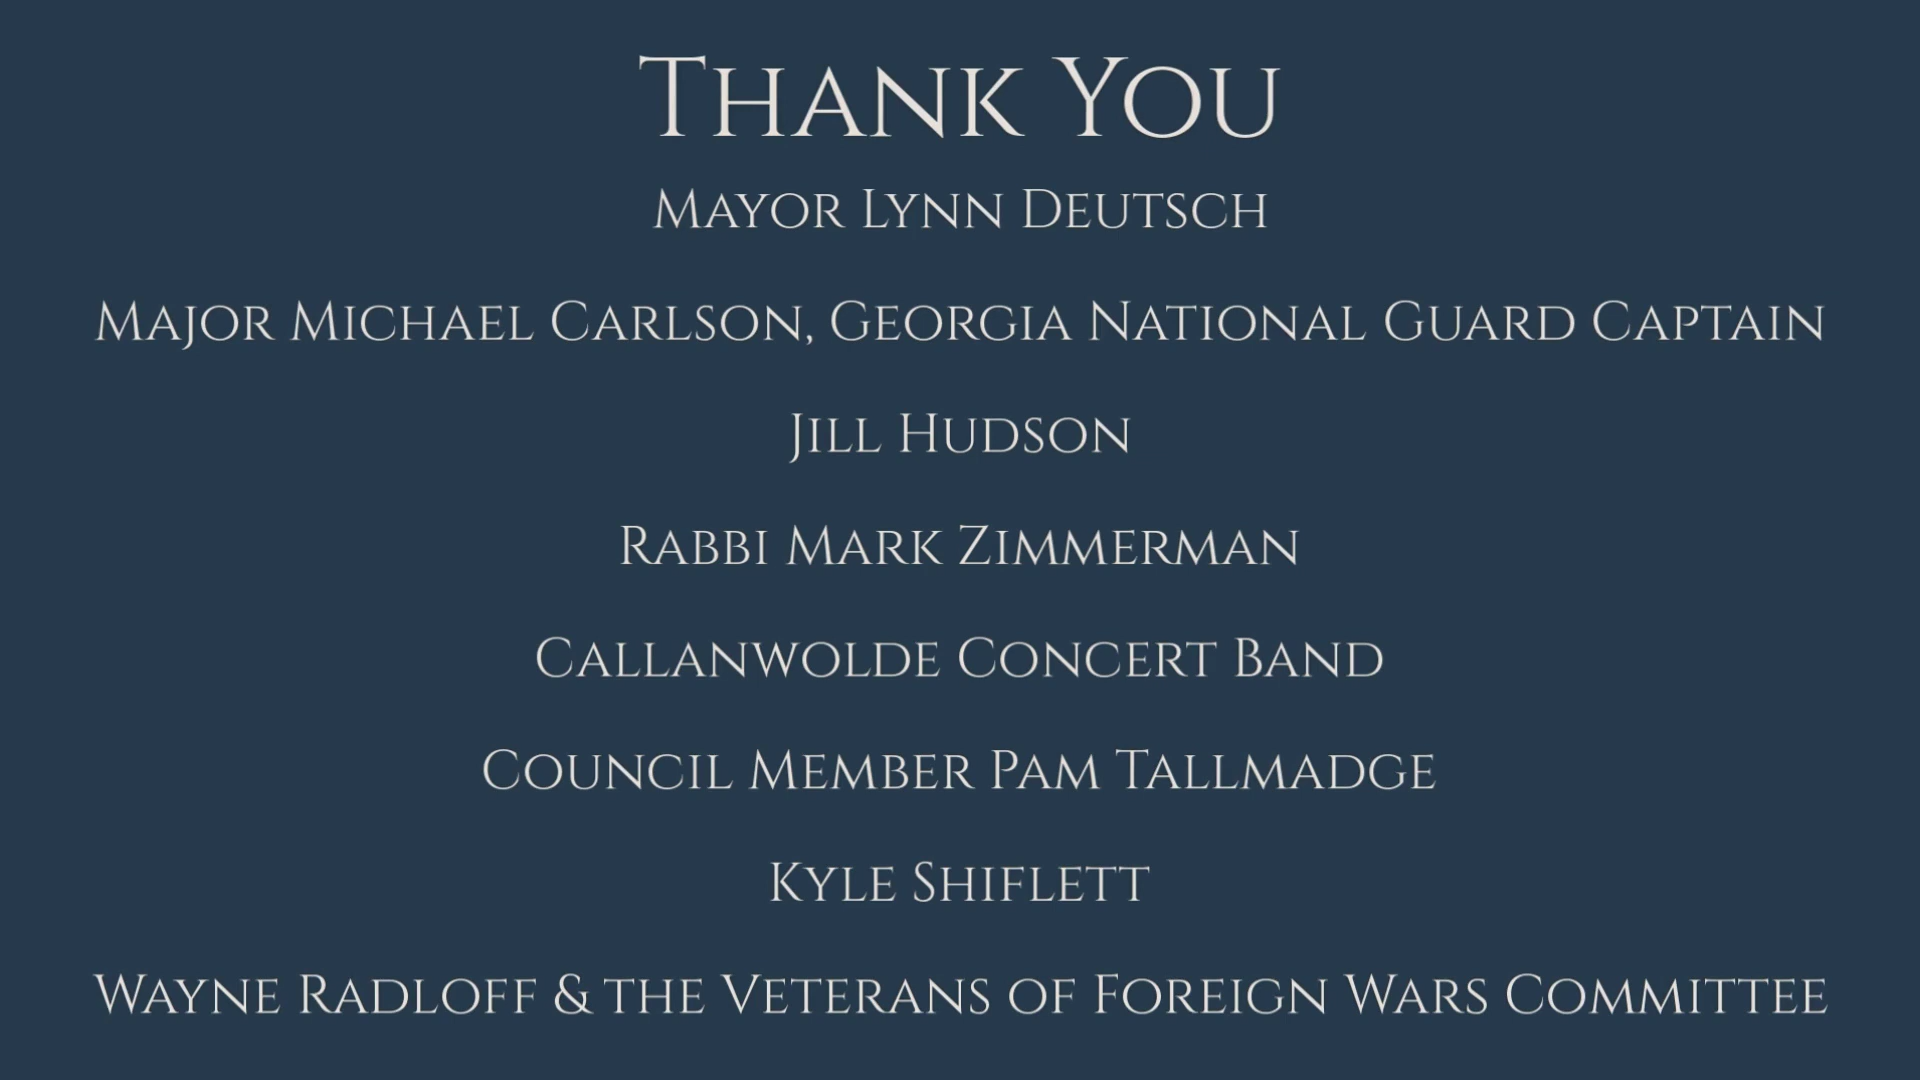 Thank You
Mayor Lynn Deutsch
Major Michael Carlson, Georgia National Guard Captain
Jill Hudson
Rabbi Mark Zimmerman
Callanwolde Concert Band
Council Member Pam Tallmadge
Kyle Shiflett
Wayne Radloff & the Veterans of Foreign Wars Committee